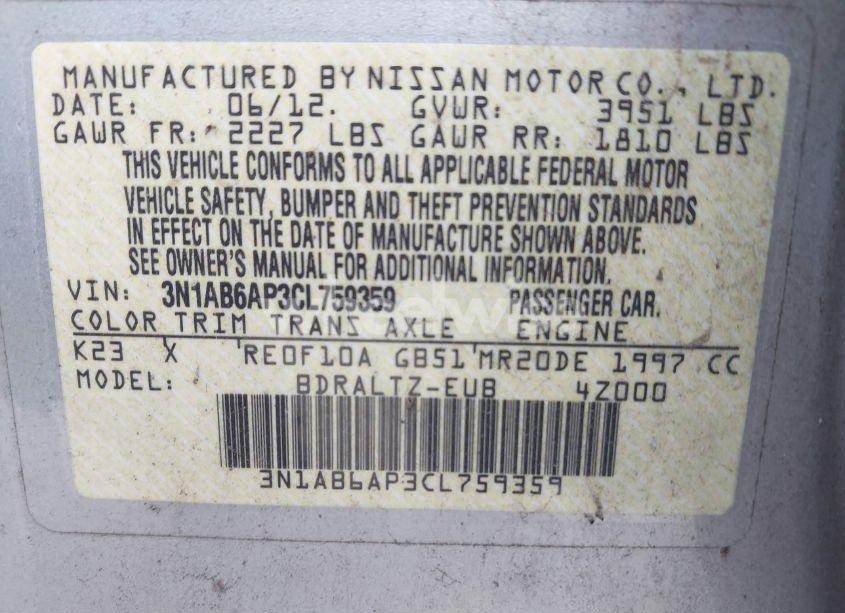 MANUFACTURED BY NISSAN MOTOR CO., LTD.
DATE: 06/12. GVWR: 3951 LBS
GAWR FR: 2227 LBS GAWR RR: 1810 LBS
THIS VEHICLE CONFORMS TO ALL APPLICABLE FEDERAL MOTOR
VEHICLE SAFETY, BUMPER AND THEFT PREVENTION STANDARDS
IN EFFECT ON THE DATE OF MANUFACTURE SHOWN ABOVE.
SEE OWNER'S MANUAL FOR ADDITIONAL INFORMATION.
VIN: 3N1AB6AP3CL759359 PASSENGER CAR.
COLOR TRIM TRANS AXLE ENGINE
K23 X RE0F10A GB51 MR20DE 1997 CC
MODEL: BDRALTZ-EUB 4Z000
3N1AB6AP3CL759359